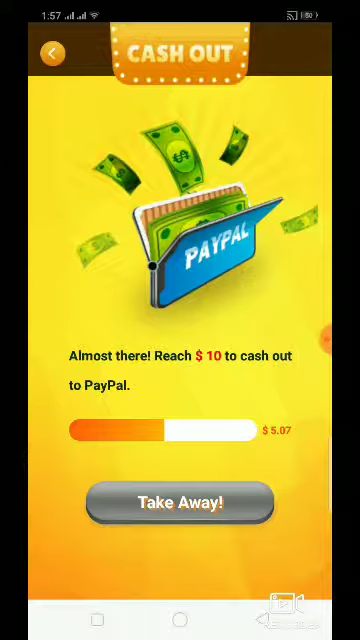 1:57
CASH OUT
PAYPAL
Almost there! Reach $ 10 to cash out
to PayPal.
$ 5.07
Take Away!